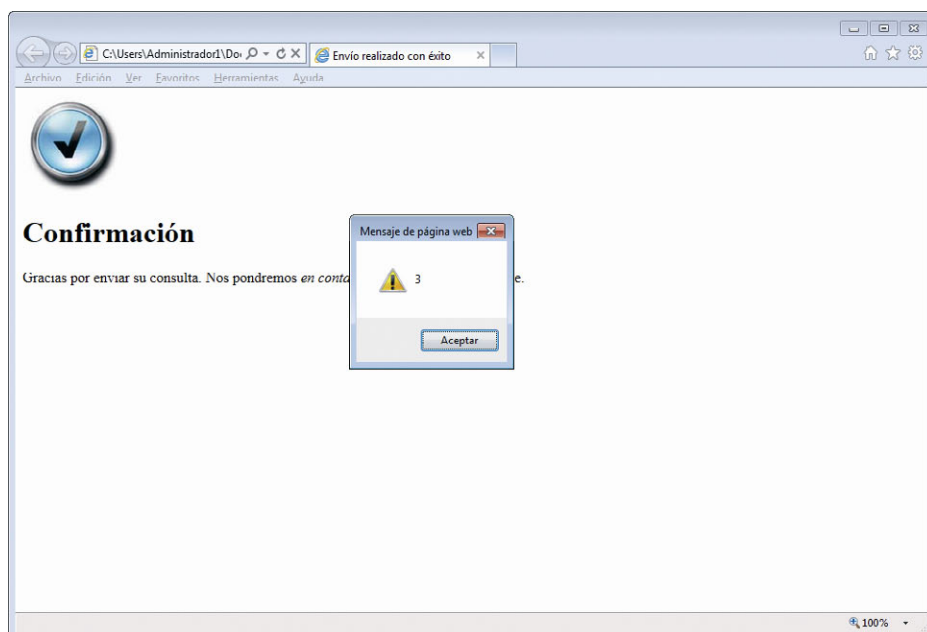 C:\Users\Administrador1\Do
Envío realizado con éxito
Archivo Edición Ver Favoritos Herramientas Ayuda
Confirmación
Gracias por enviar su consulta. Nos pondremos en conta e.
Mensaje de página web
3
Aceptar
100%